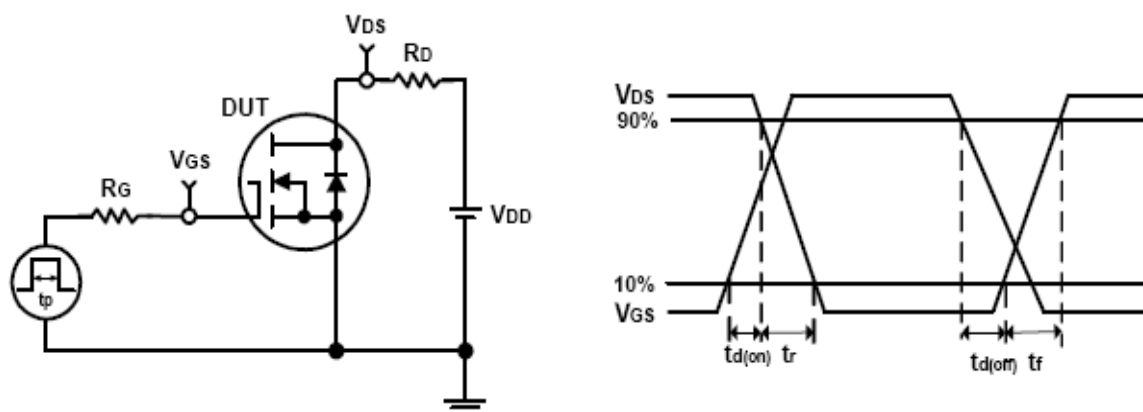 VDS
RD
DUT
VGS
RG
VDD
tp
VDS
90%
10%
VGS
td(on) tr
td(off) tf